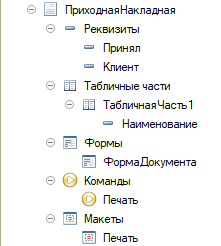 ПриходнаяНакладная
Реквизиты
Принял
Клиент
Табличные части
ТабличнаяЧасть1
Наименование
Формы
ФормаДокумента
Команды
Печать
Макеты
Печать